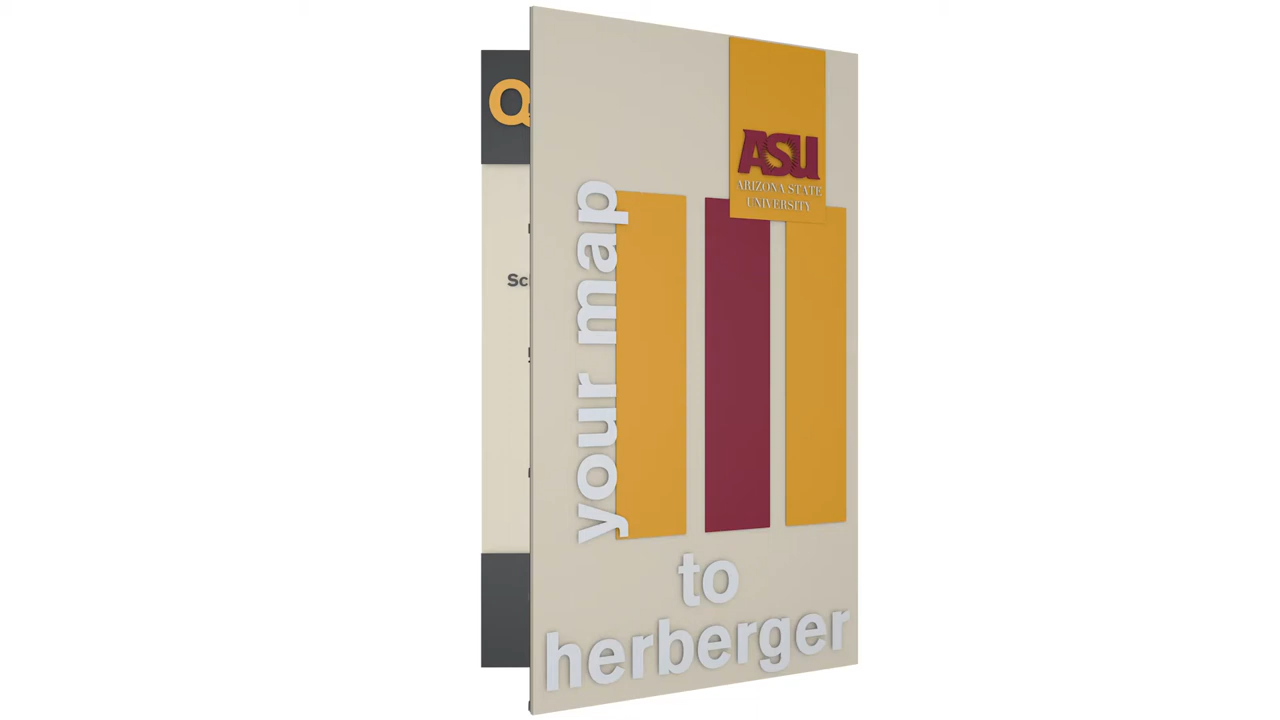 ASU
ARIZONA STATE
UNIVERSITY
your map
to
herberger
Q
Sc